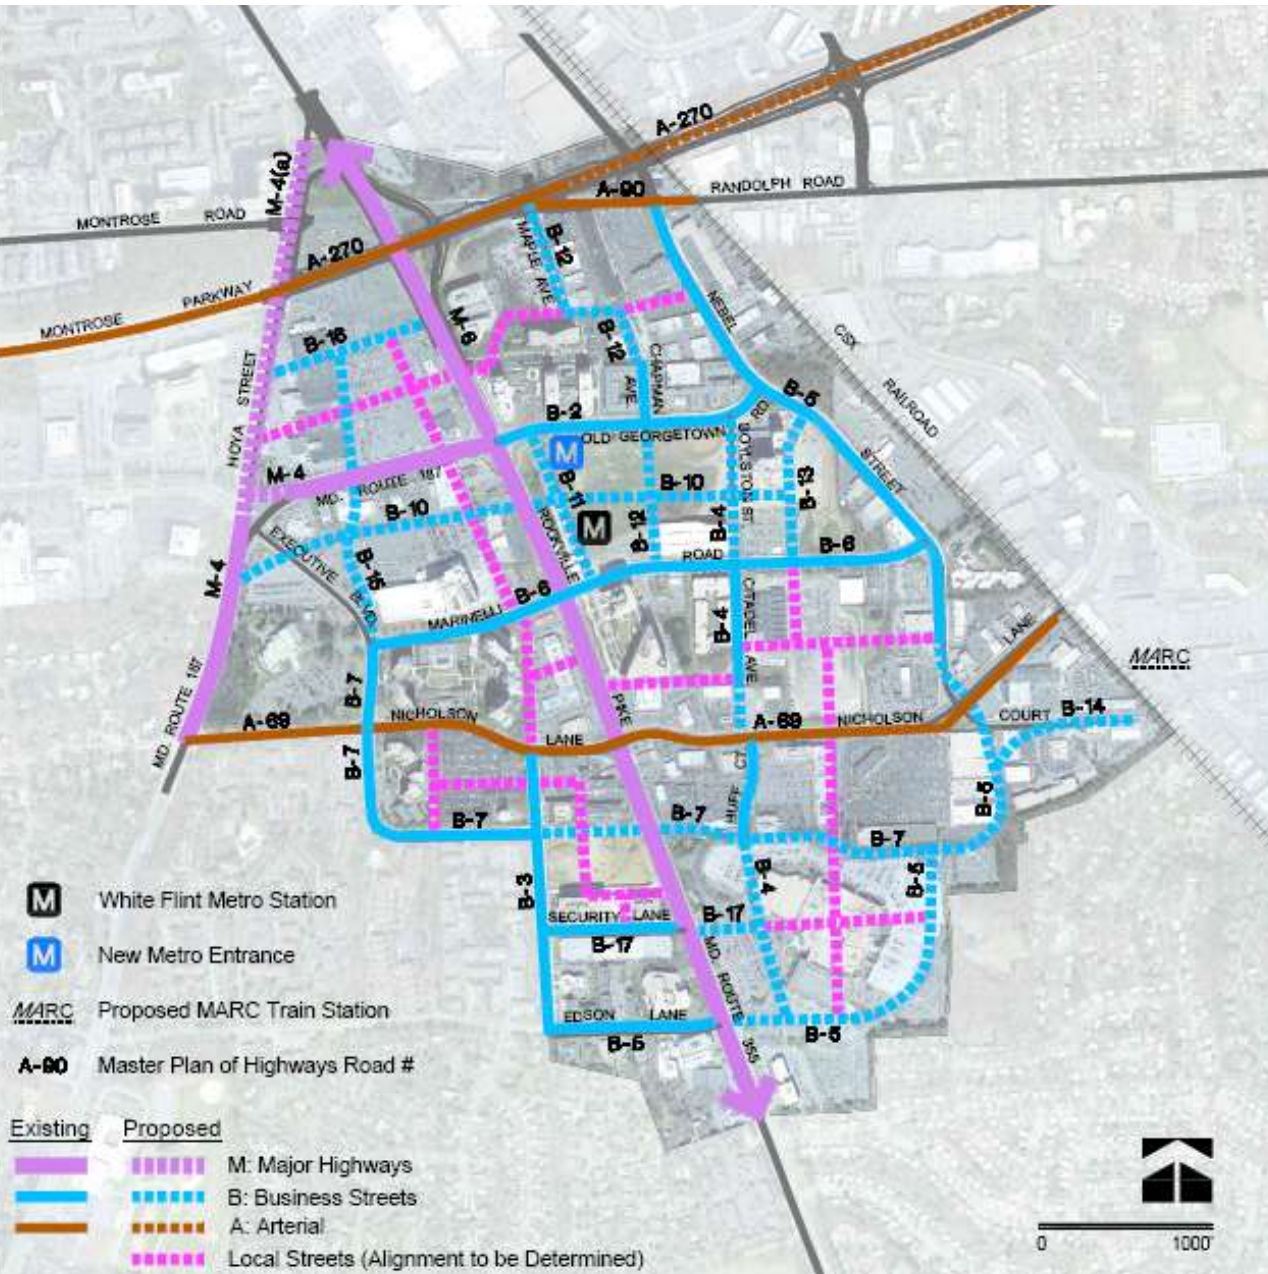 A-270
A-90
RANDOLPH ROAD
M-4(a)
MONTROSE ROAD
A-270
B-12
MAPLE AVE
MONTROSE PARKWAY
NEBEL
M-6
B-16
B-12
CHAPMAN
AVE.
CSX
RAILROAD
HOYA STREET
B-5
B-2
OLD GEORGETOWN
RD.
M-4
MD. ROUTE 187
BOYLSTON ST.
STREET
B-11
B-10
B-13
B-10
B-12
B-4
M
M
ROCKVILLE
EXECUTIVE
BLVD.
B-15
ROAD
B-6
M-4
B-6
MARINELLI
B-4
CITADEL
AVE
LANE
MARC
MD ROUTE 187
B-7
A-69
NICHOLSON
LANE
PIKE
A-69
NICHOLSON
COURT
B-14
B-7
HUFF
CT
B-5
B-7
B-7
B-7
B-3
B-4
B-5
SECURITY LANE
B-17
B-17
MD. ROUTE 355
EDSON LANE
B-5
B-5
M White Flint Metro Station
M New Metro Entrance
MARC Proposed MARC Train Station
A-90 Master Plan of Highways Road #
Existing Proposed
M: Major Highways
B: Business Streets
A: Arterial
Local Streets (Alignment to be Determined)
0 1000'